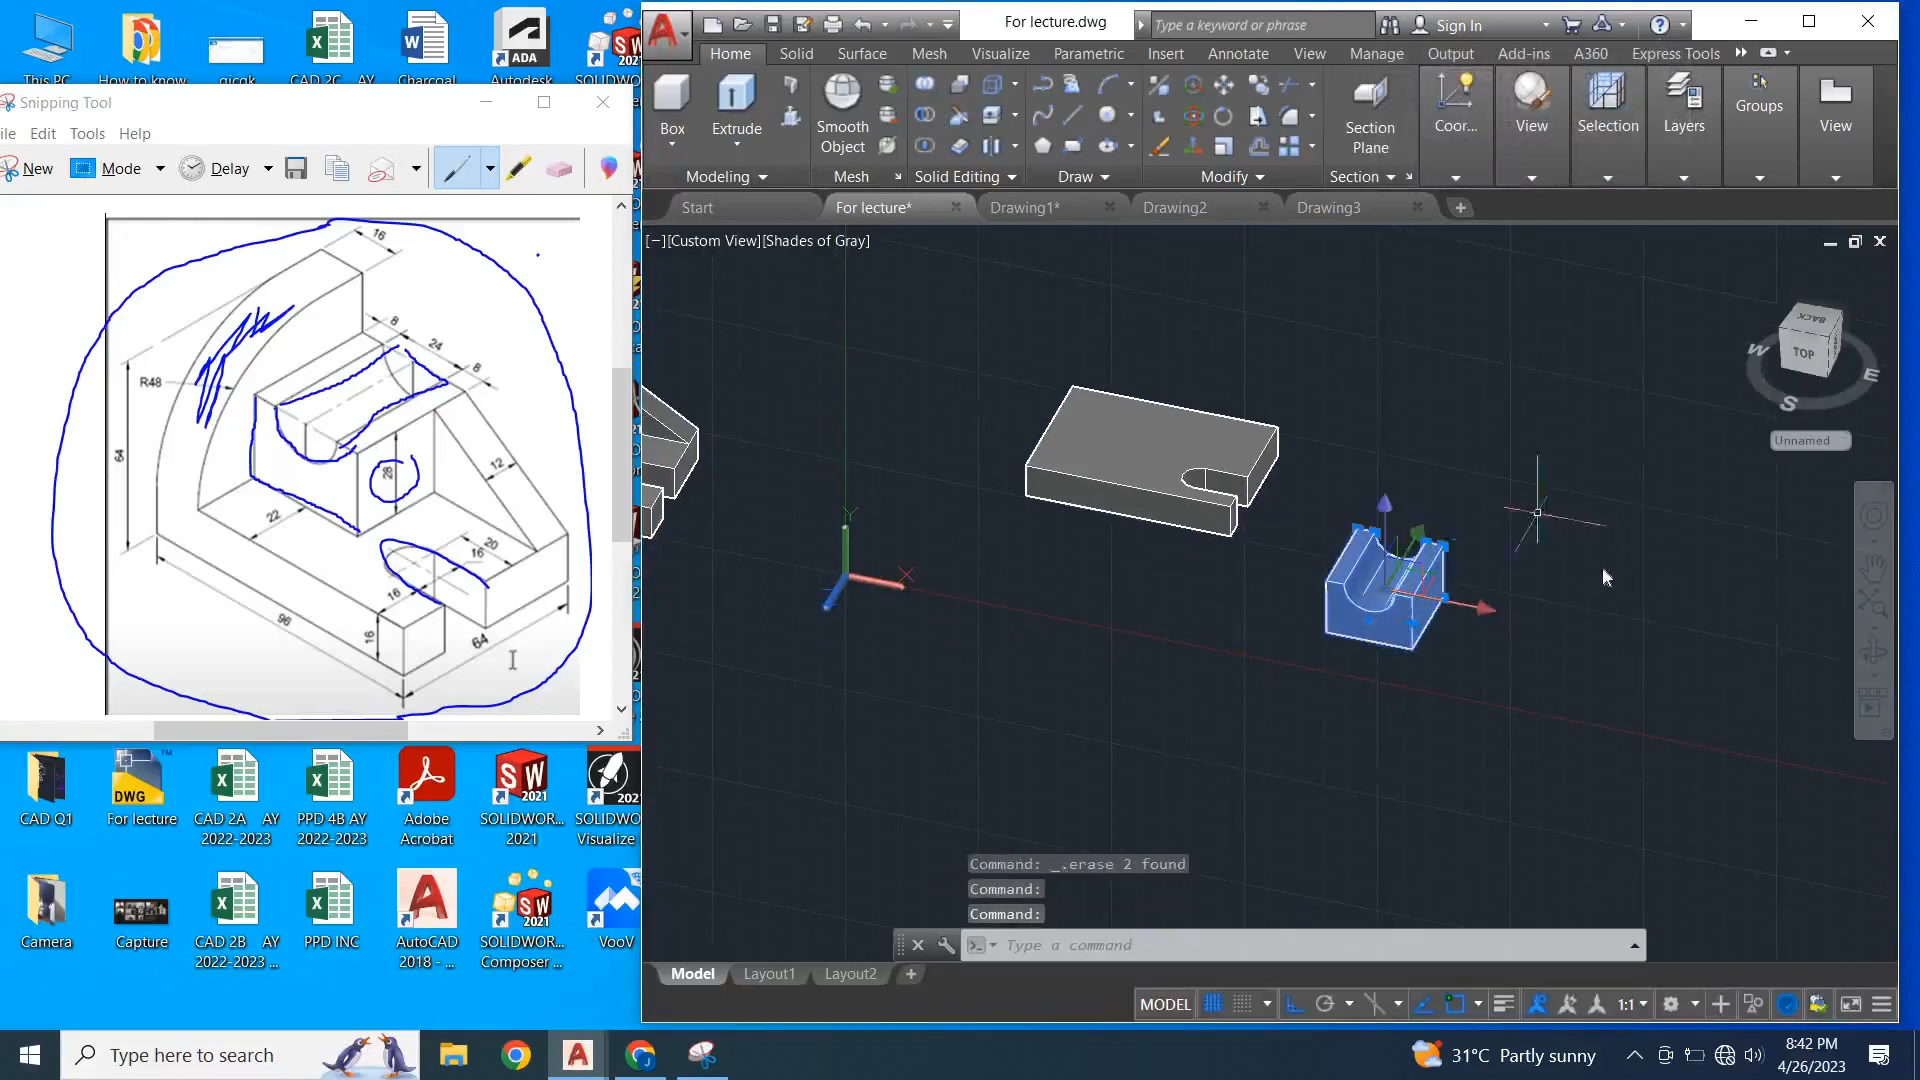 This PC
How to know
qicgk
CAD 2C AY
Charcoal
Autodesk
ADA
SOLIDWOR
Snipping Tool
ile Edit Tools Help
New Mode Delay
16
8
24
8
R48
64
28
12
22
20
16
16
16
96
64
CAD Q1
For lecture
CAD 2A AY
2022-2023
PPD 4B AY
2022-2023
Adobe
Acrobat
SOLIDWOR...
2021
SOLIDWO
Visualize
DWG
Camera
Capture
CAD 2B AY
2022-2023 ...
PPD INC
AutoCAD
2018 - ...
SOLIDWOR...
Composer ...
VooV
For lecture.dwg
Type a keyword or phrase
Sign In
Home Solid Surface Mesh Visualize Parametric Insert Annotate View Manage Output Add-ins A360 Express Tools
Box
Extrude
Smooth
Object
Section
Plane
Coor...
View
Selection
Layers
Groups
View
Modeling Mesh Solid Editing Draw Modify Section
Start For lecture* Drawing1* Drawing2 Drawing3
[−][Custom View][Shades of Gray]
BACK
TOP
W
E
S
Unnamed
Y
X
Command: _.erase 2 found
Command:
Command:
Type a command
Model Layout1 Layout2
MODEL 1:1
Type here to search
31°C Partly sunny
8:42 PM
4/26/2023